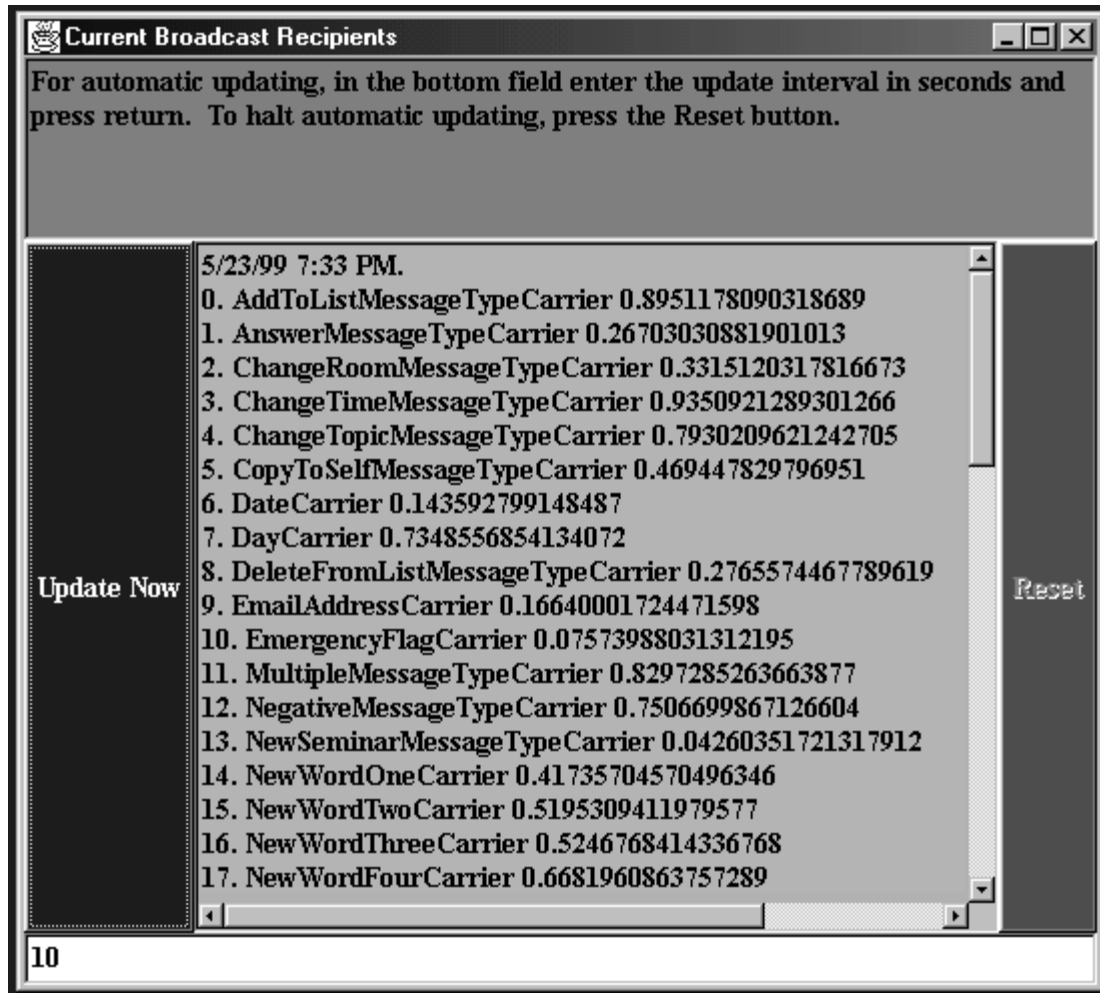 Current Broadcast Recipients
For automatic updating, in the bottom field enter the update interval in seconds and
press return.  To halt automatic updating, press the Reset button.
5/23/99 7:33 PM.
0. AddToListMessageTypeCarrier 0.8951178090318689
1. AnswerMessageTypeCarrier 0.26703030881901013
2. ChangeRoomMessageTypeCarrier 0.3315120317816673
3. ChangeTimeMessageTypeCarrier 0.9350921289301266
4. ChangeTopicMessageTypeCarrier 0.7930209621242705
5. CopyToSelfMessageTypeCarrier 0.469447829796951
6. DateCarrier 0.143592799148487
7. DayCarrier 0.7348556854134072
8. DeleteFromListMessageTypeCarrier 0.2765574467789619
9. EmailAddressCarrier 0.16640001724471598
10. EmergencyFlagCarrier 0.07573988031312195
11. MultipleMessageTypeCarrier 0.8297285263663877
12. NegativeMessageTypeCarrier 0.7506699867126604
13. NewSeminarMessageTypeCarrier 0.04260351721317912
14. NewWordOneCarrier 0.41735704570496346
15. NewWordTwoCarrier 0.5195309411979577
16. NewWordThreeCarrier 0.5246768414336768
17. NewWordFourCarrier 0.6681960863757289
Update Now
Reset
10